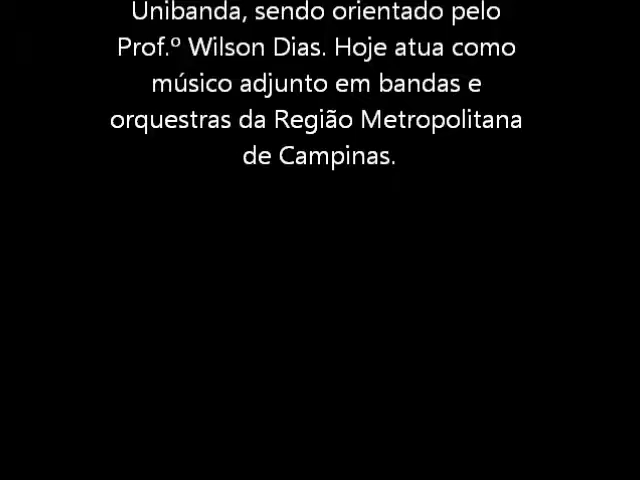 Unibanda, sendo orientado pelo
Prof.º Wilson Dias. Hoje atua como
músico adjunto em bandas e
orquestras da Região Metropolitana
de Campinas.